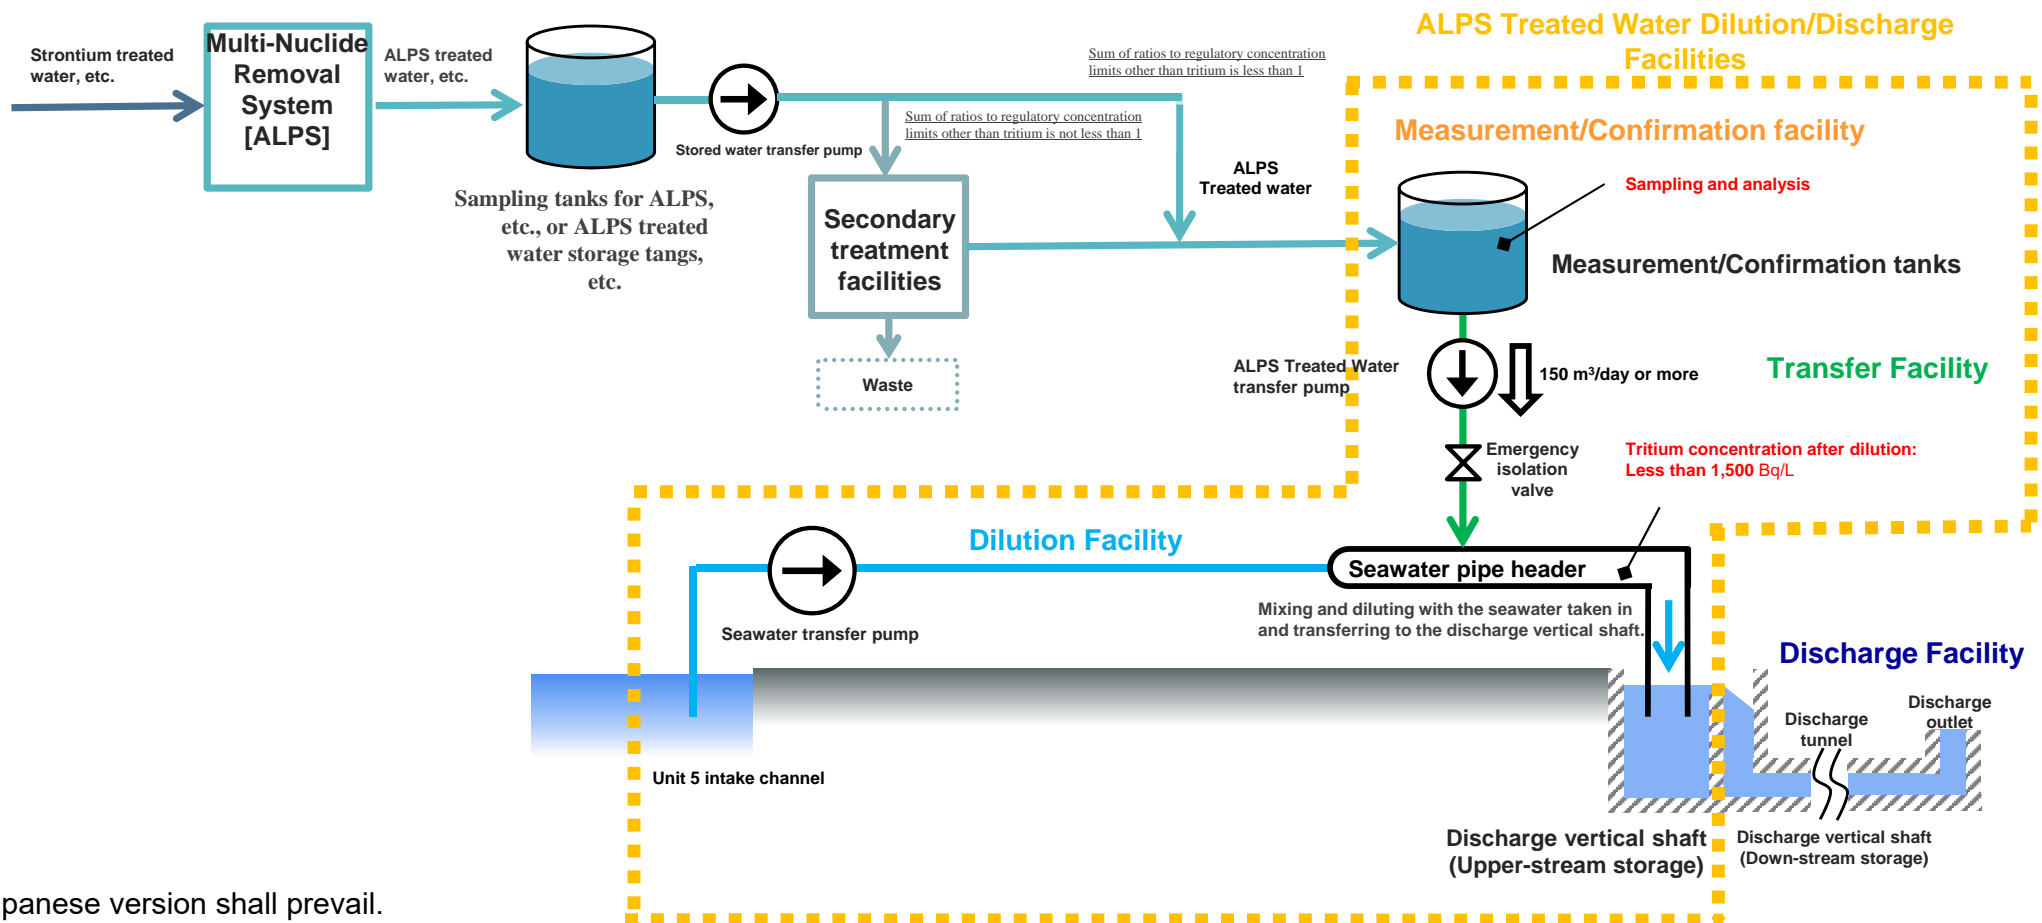 ALPS Treated Water Dilution/Discharge
Facilities
Strontium treated
water, etc.
Multi-Nuclide
Removal
System
[ALPS]
ALPS treated
water, etc.
Stored water transfer pump
Sum of ratios to regulatory concentration
limits other than tritium is less than 1
Sum of ratios to regulatory concentration
limits other than tritium is not less than 1
Sampling tanks for ALPS,
etc., or ALPS treated
water storage tangs,
etc.
Secondary
treatment
facilities
Waste
ALPS
Treated water
Measurement/Confirmation facility
Sampling and analysis
Measurement/Confirmation tanks
ALPS Treated Water
transfer pump
150 m³/day or more
Transfer Facility
Emergency
isolation
valve
Tritium concentration after dilution:
Less than 1,500 Bq/L
Dilution Facility
Seawater transfer pump
Seawater pipe header
Mixing and diluting with the seawater taken in
and transferring to the discharge vertical shaft.
Discharge Facility
Unit 5 intake channel
Discharge
tunnel
Discharge
outlet
Discharge vertical shaft
(Upper-stream storage)
Discharge vertical shaft
(Down-stream storage)
panese version shall prevail.